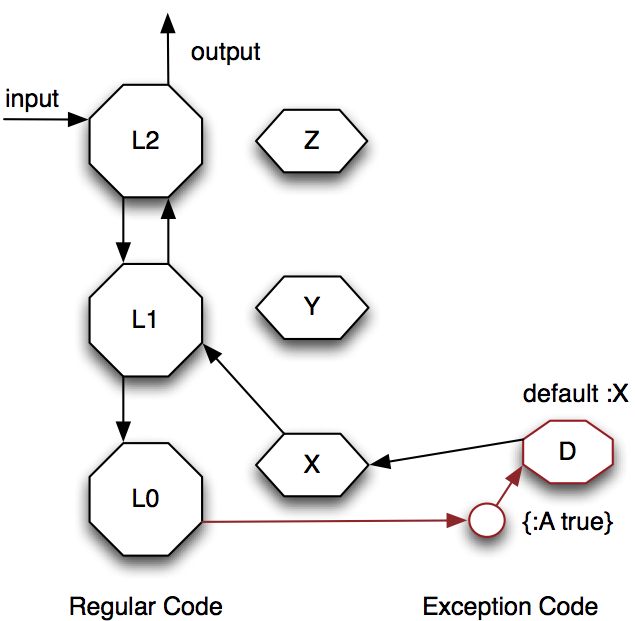 output
input
L2
Z
L1
Y
default :X
D
X
L0
{:A true}
Regular Code
Exception Code